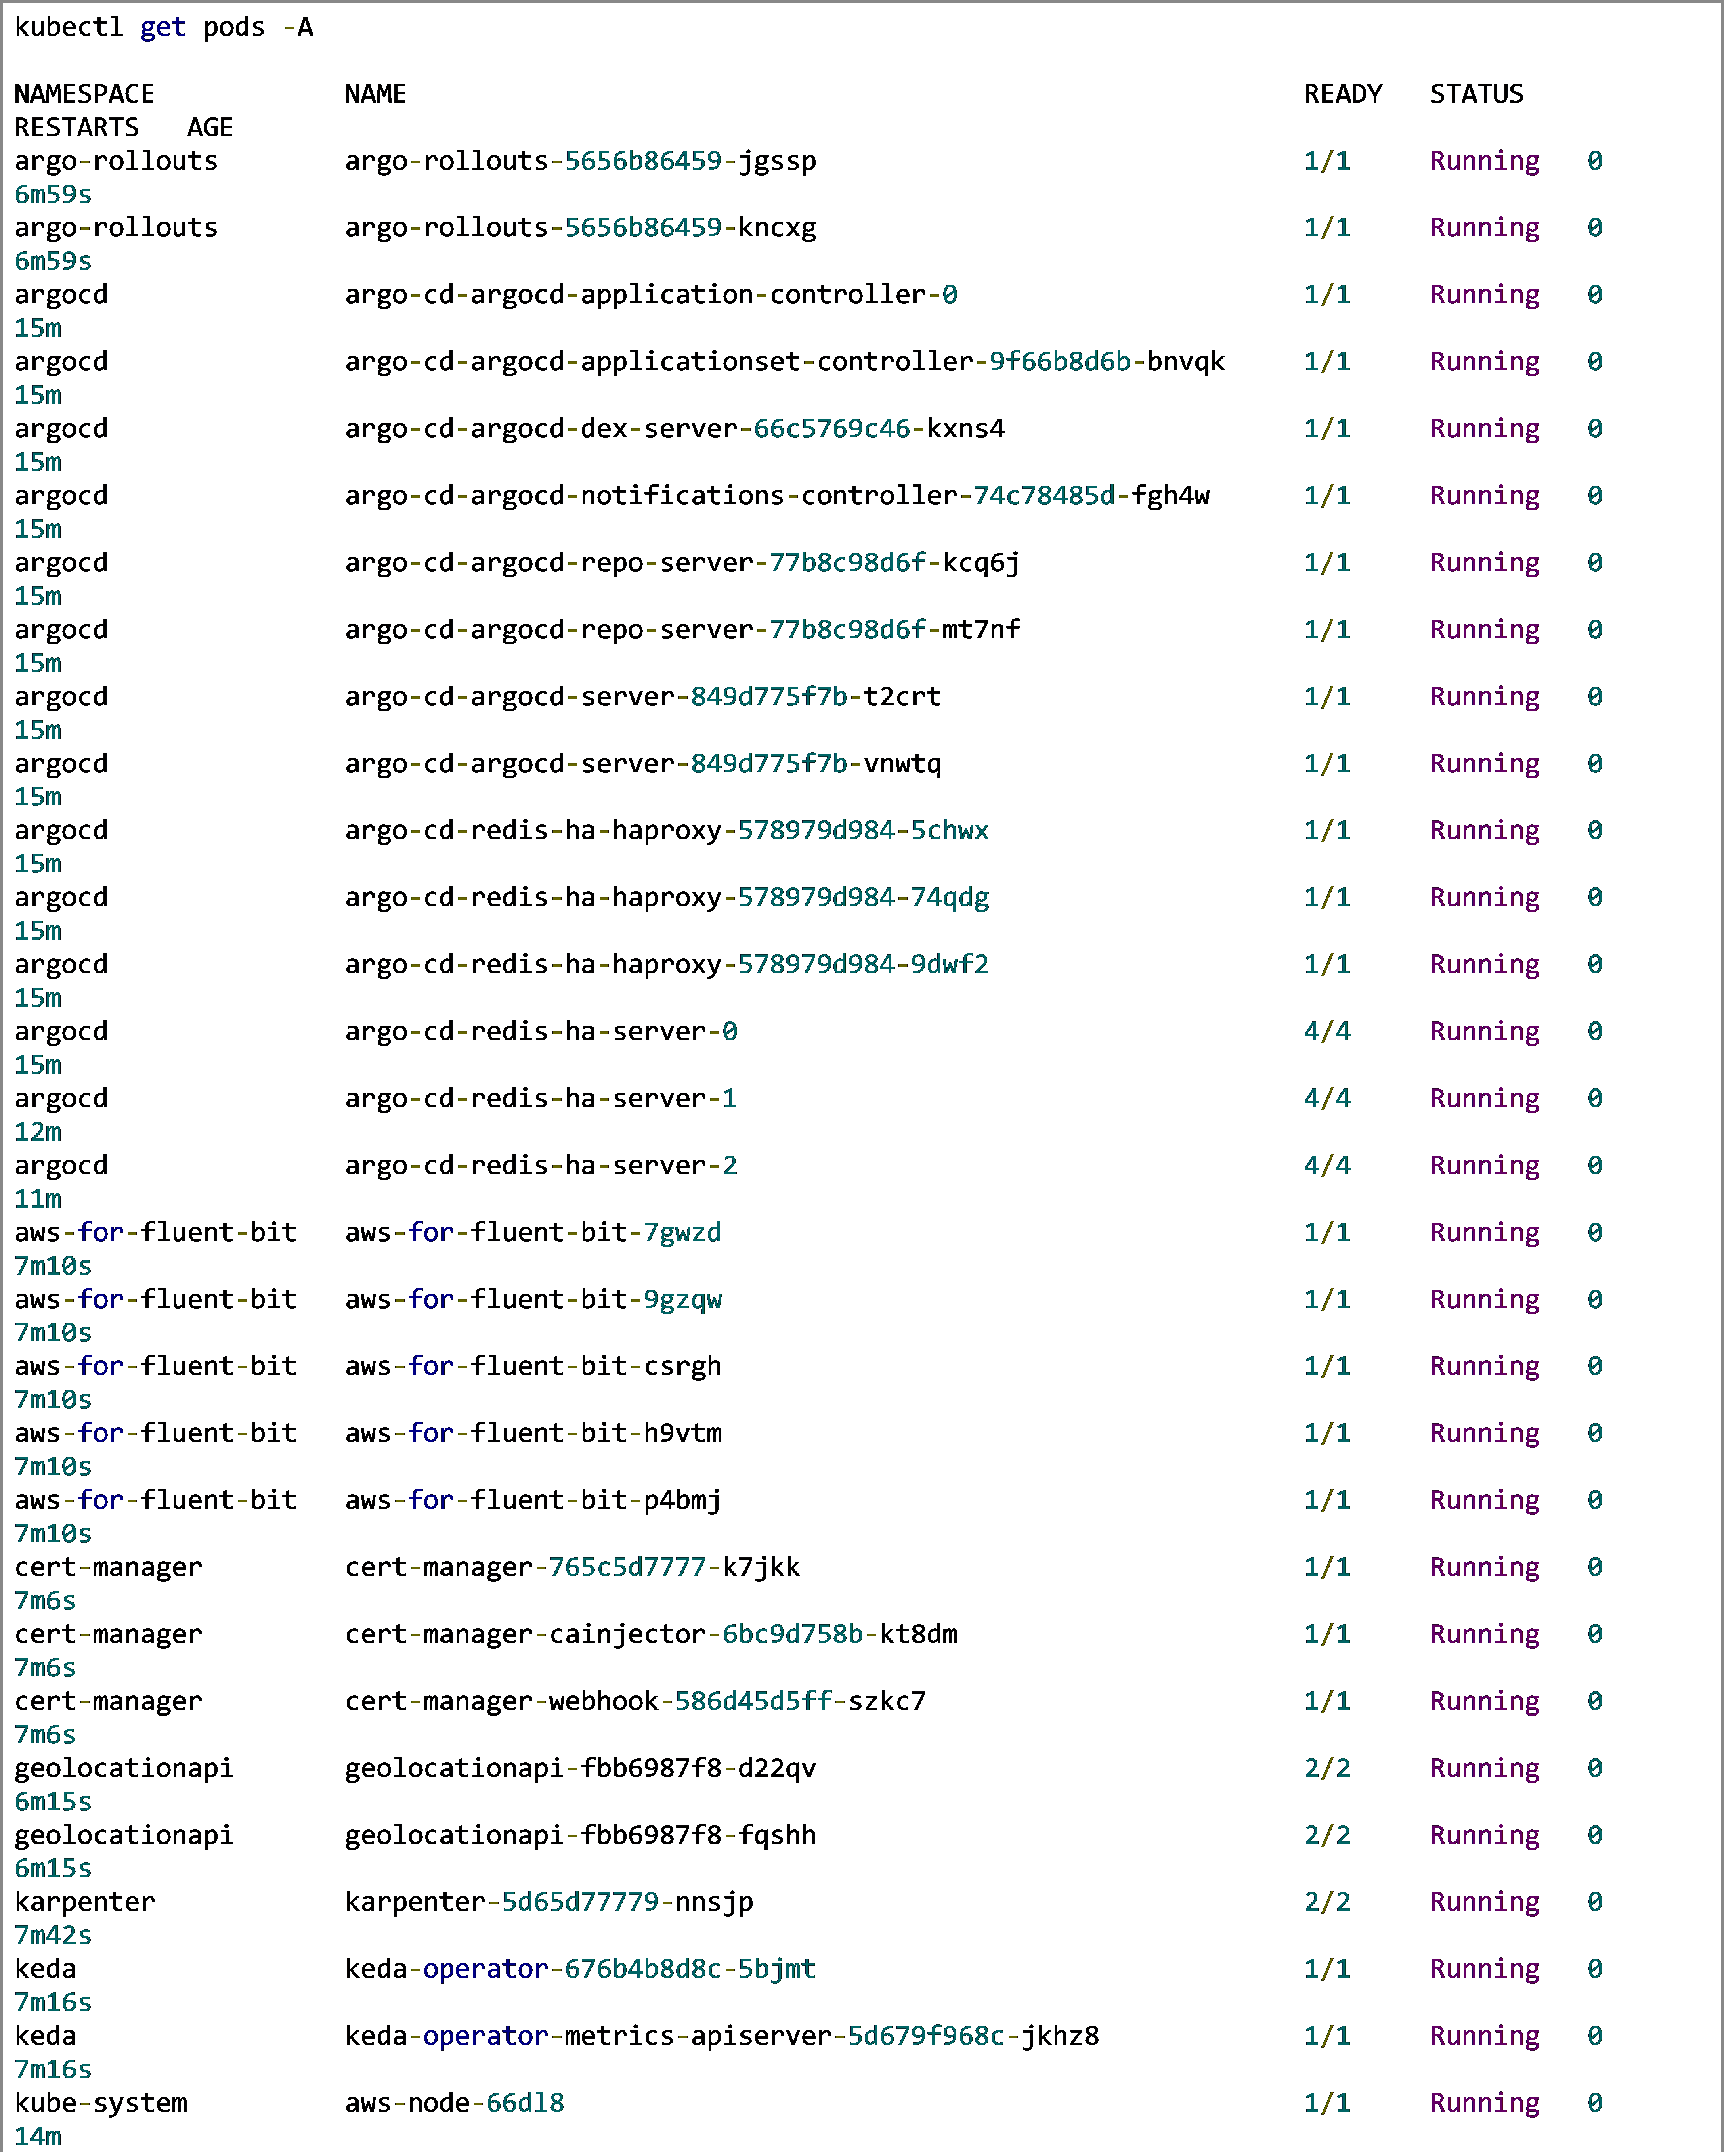 kubectl get pods -A
NAMESPACE            NAME                                                         READY   STATUS
RESTARTS   AGE
argo-rollouts        argo-rollouts-5656b86459-jgssp                               1/1     Running   0
6m59s
argo-rollouts        argo-rollouts-5656b86459-kncxg                               1/1     Running   0
6m59s
argocd               argo-cd-argocd-application-controller-0                      1/1     Running   0
15m
argocd               argo-cd-argocd-applicationset-controller-9f66b8d6b-bnvqk     1/1     Running   0
15m
argocd               argo-cd-argocd-dex-server-66c5769c46-kxns4                   1/1     Running   0
15m
argocd               argo-cd-argocd-notifications-controller-74c78485d-fgh4w      1/1     Running   0
15m
argocd               argo-cd-argocd-repo-server-77b8c98d6f-kcq6j                  1/1     Running   0
15m
argocd               argo-cd-argocd-repo-server-77b8c98d6f-mt7nf                  1/1     Running   0
15m
argocd               argo-cd-argocd-server-849d775f7b-t2crt                       1/1     Running   0
15m
argocd               argo-cd-argocd-server-849d775f7b-vnwtq                       1/1     Running   0
15m
argocd               argo-cd-redis-ha-haproxy-578979d984-5chwx                    1/1     Running   0
15m
argocd               argo-cd-redis-ha-haproxy-578979d984-74qdg                    1/1     Running   0
15m
argocd               argo-cd-redis-ha-haproxy-578979d984-9dwf2                    1/1     Running   0
15m
argocd               argo-cd-redis-ha-server-0                                    4/4     Running   0
15m
argocd               argo-cd-redis-ha-server-1                                    4/4     Running   0
12m
argocd               argo-cd-redis-ha-server-2                                    4/4     Running   0
11m
aws-for-fluent-bit   aws-for-fluent-bit-7gwzd                                     1/1     Running   0
7m10s
aws-for-fluent-bit   aws-for-fluent-bit-9gzqw                                     1/1     Running   0
7m10s
aws-for-fluent-bit   aws-for-fluent-bit-csrgh                                     1/1     Running   0
7m10s
aws-for-fluent-bit   aws-for-fluent-bit-h9vtm                                     1/1     Running   0
7m10s
aws-for-fluent-bit   aws-for-fluent-bit-p4bmj                                     1/1     Running   0
7m10s
cert-manager         cert-manager-765c5d7777-k7jkk                                1/1     Running   0
7m6s
cert-manager         cert-manager-cainjector-6bc9d758b-kt8dm                      1/1     Running   0
7m6s
cert-manager         cert-manager-webhook-586d45d5ff-szkc7                        1/1     Running   0
7m6s
geolocationapi       geolocationapi-fbb6987f8-d22qv                               2/2     Running   0
6m15s
geolocationapi       geolocationapi-fbb6987f8-fqshh                               2/2     Running   0
6m15s
karpenter            karpenter-5d65d77779-nnsjp                                   2/2     Running   0
7m42s
keda                 keda-operator-676b4b8d8c-5bjmt                               1/1     Running   0
7m16s
keda                 keda-operator-metrics-apiserver-5d679f968c-jkhz8             1/1     Running   0
7m16s
kube-system          aws-node-66dl8                                               1/1     Running   0
14m